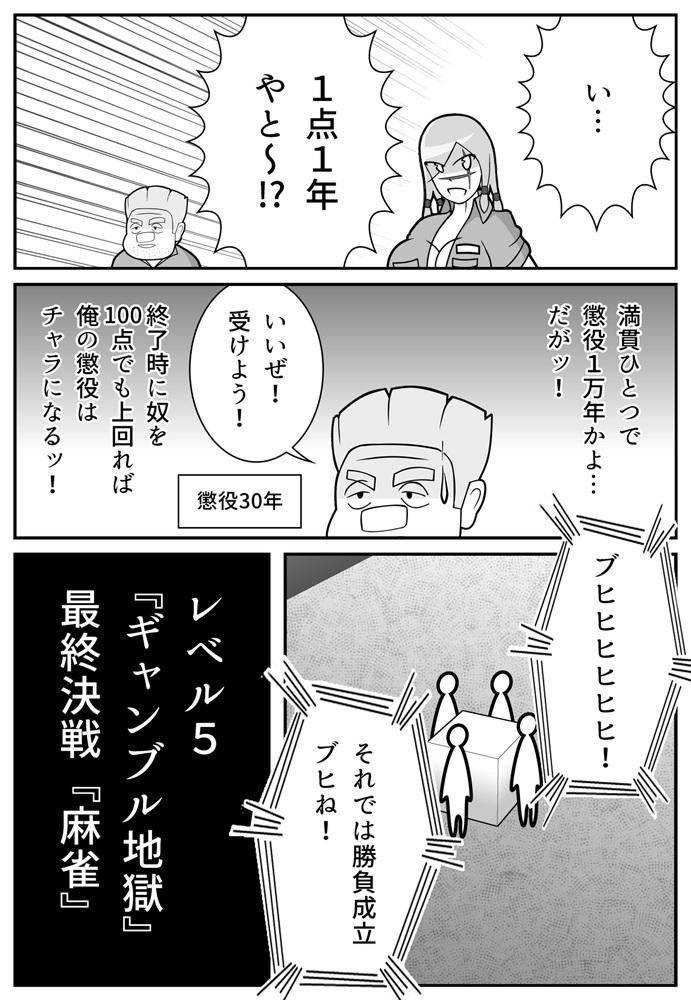 い…
１点１年
やと～!?
満貫ひとつで
懲役１万年かよ…
だがッ！
いいぜ！
受けよう！
懲役30年
終了時に奴を
100点でも上回れば
俺の懲役は
チャラになるッ！
ブヒヒヒヒヒヒヒ！
それでは勝負成立
ブヒね！
レベル５
『ギャンブル地獄』
最終決戦『麻雀』